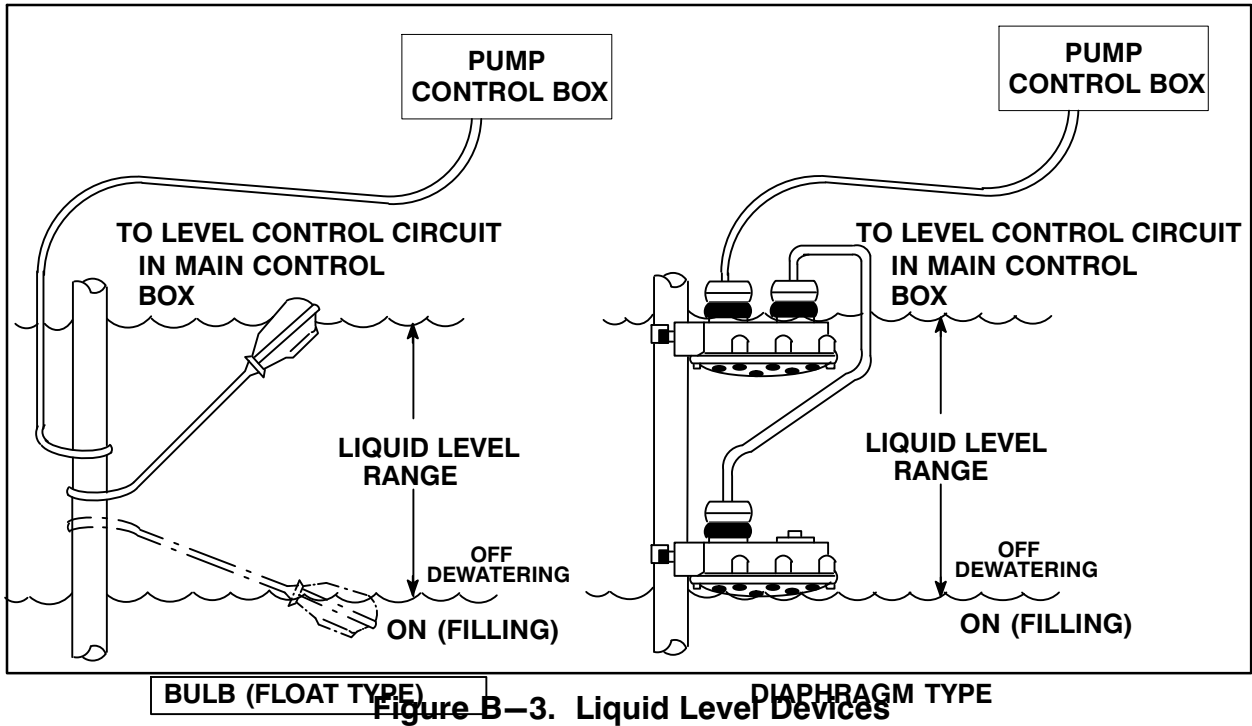 PUMP
CONTROL BOX
TO LEVEL CONTROL CIRCUIT
IN MAIN CONTROL
BOX
LIQUID LEVEL
RANGE
OFF
DEWATERING
ON (FILLING)
BULB (FLOAT TYPE)
PUMP
CONTROL BOX
TO LEVEL CONTROL CIRCUIT
IN MAIN CONTROL
BOX
LIQUID LEVEL
RANGE
OFF
DEWATERING
ON (FILLING)
DIAPHRAGM TYPE
Figure B—3. Liquid Level Devices